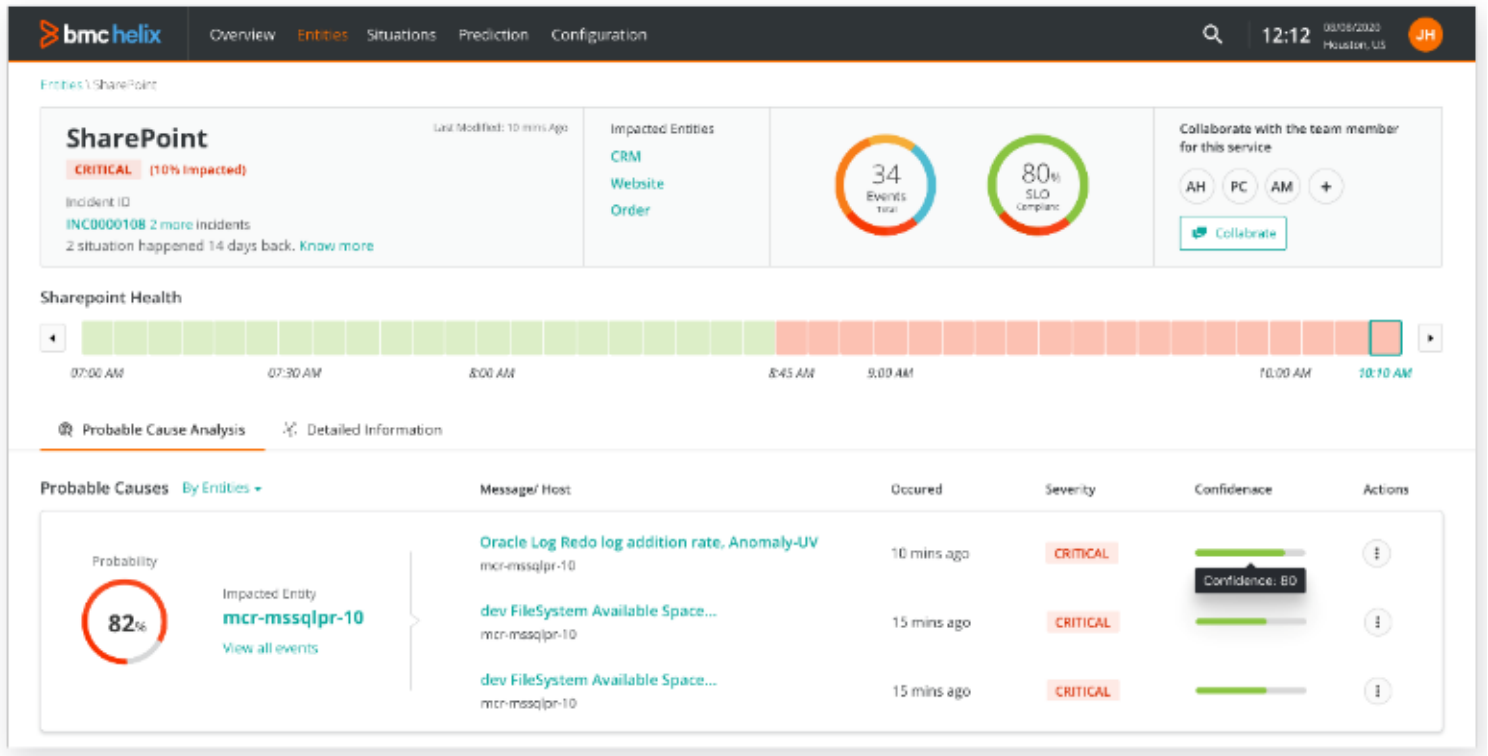 bmc helix
Overview Entities Situations Prediction Configuration
12:12
08/08/2020
Houston, US
JH
Entities \ SharePoint
SharePoint
Last Modified: 10 mins Ago
CRITICAL (10% Impacted)
Incident ID
INC0000108 2 more incidents
2 situation happened 14 days back. Know more
Impacted Entities
CRM
Website
Order
34
Events
Total
80%
SLO
Complianc
Collaborate with the team member
for this service
AH PC AM +
Collabrate
Sharepoint Health
07:00 AM 07:30 AM 8:00 AM 8:45 AM 9.00 AM 10.00 AM 10:10 AM
Probable Cause Analysis Detailed Information
Probable Causes By Entities Message/ Host Occured Severity Confidenace Actions
Probability
82%
Impacted Entity
mcr-mssqlpr-10
View all events
Oracle Log Redo log addition rate, Anomaly-UV
mcr-mssqlpr-10
10 mins ago CRITICAL
Confidence: 80
dev FileSystem Available Space...
mcr-mssqlpr-10
15 mins ago CRITICAL
dev FileSystem Available Space...
mcr-mssqlpr-10
15 mins ago CRITICAL